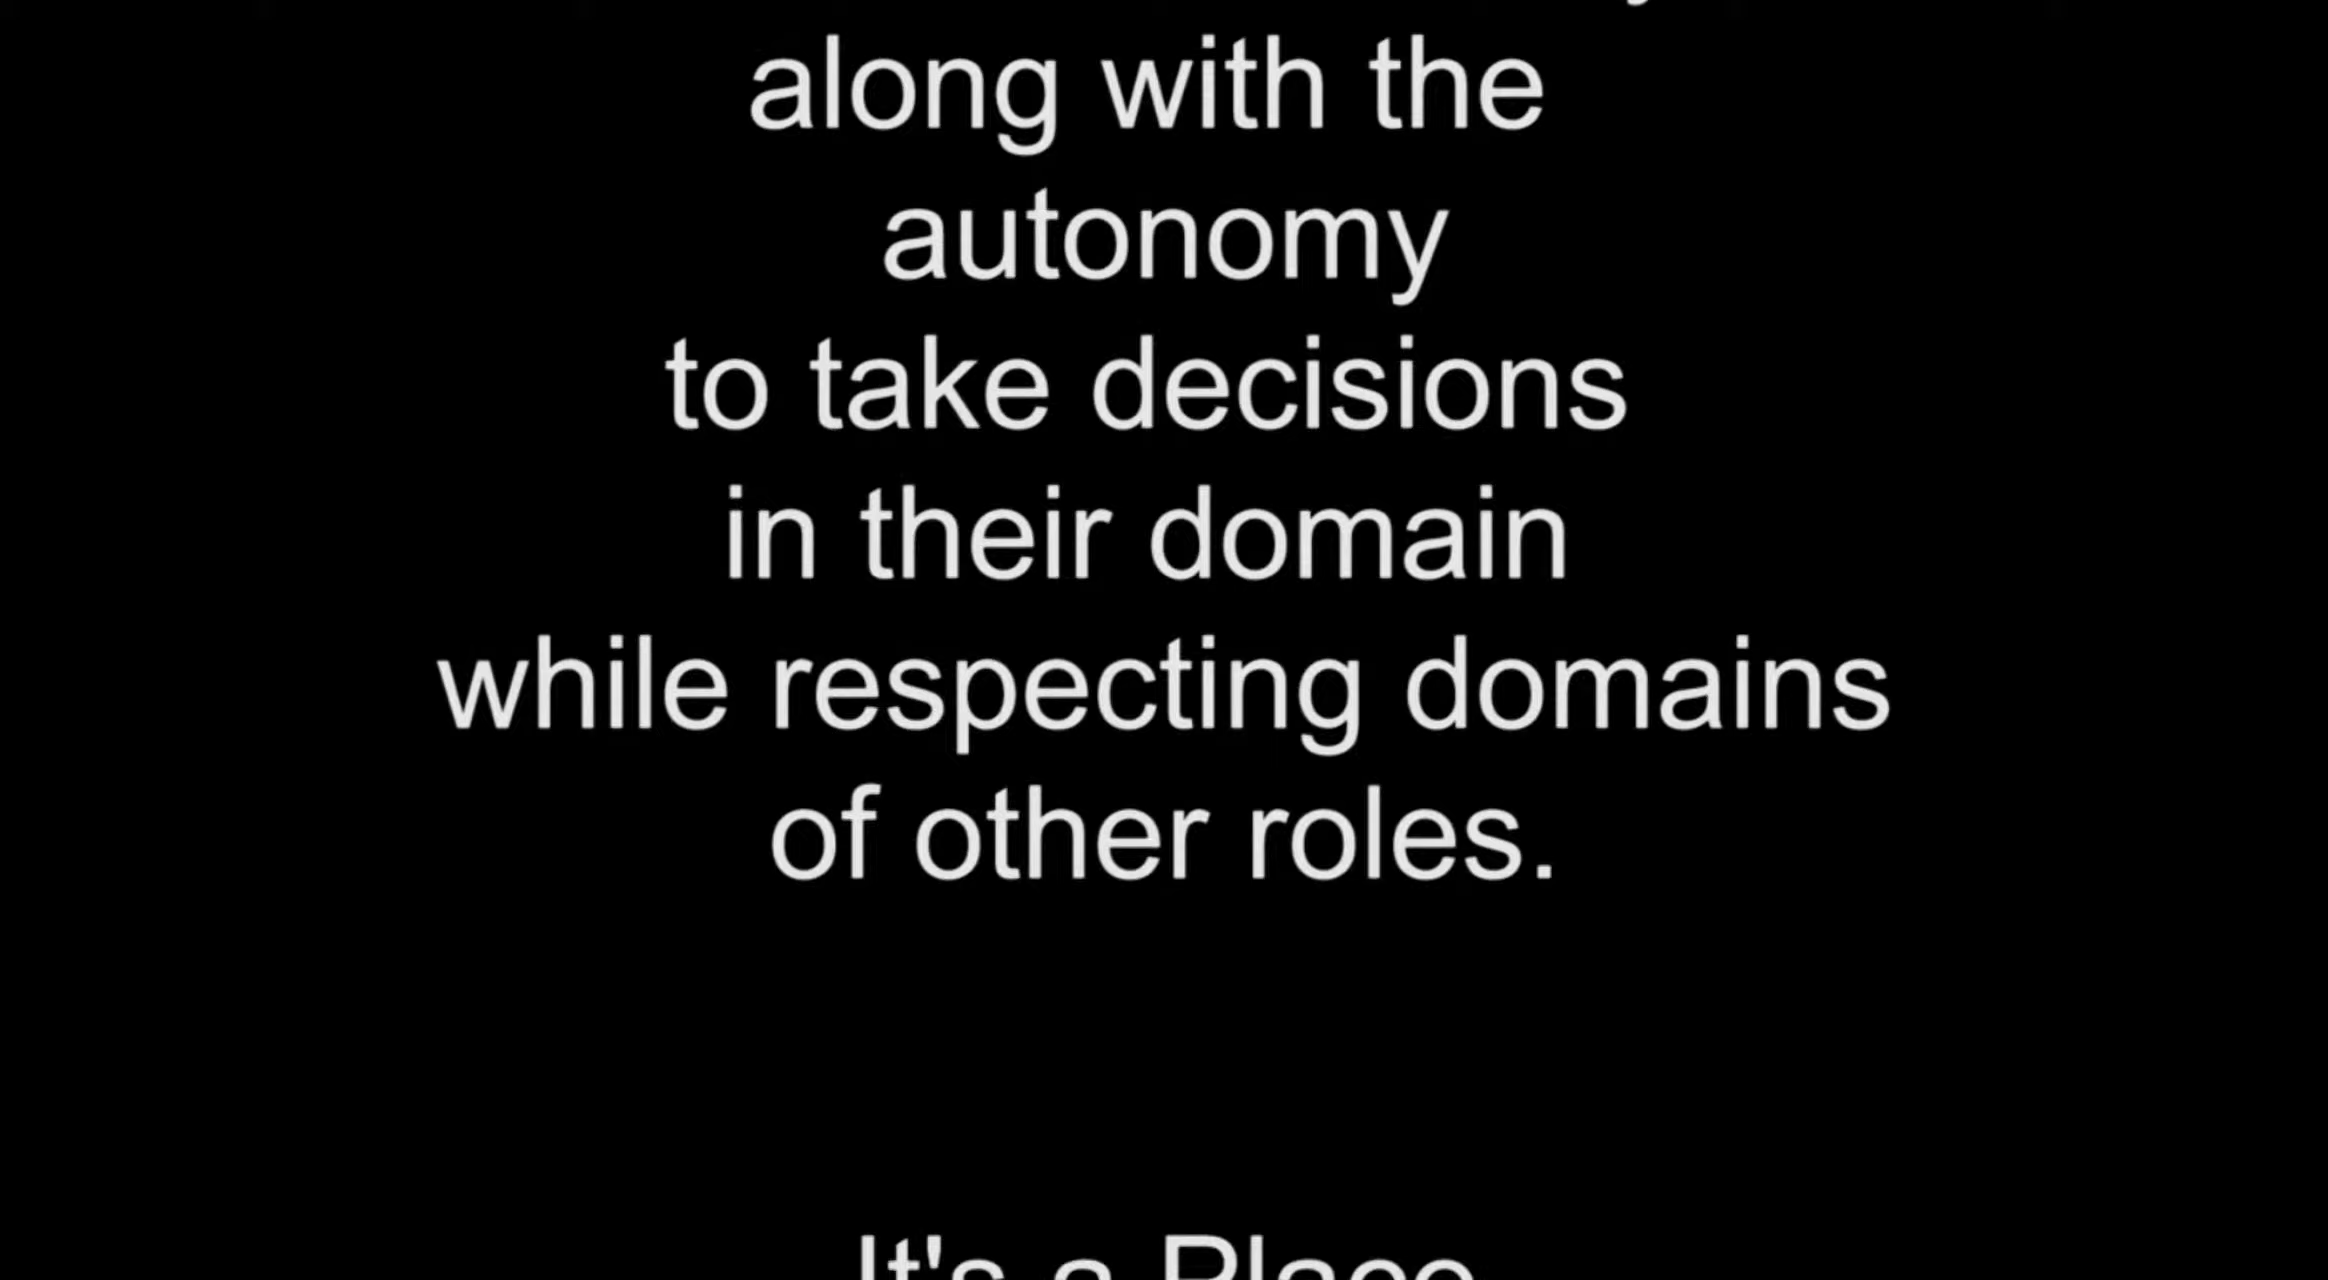 along with the
autonomy
to take decisions
in their domain
while respecting domains
of other roles.
It's a Place